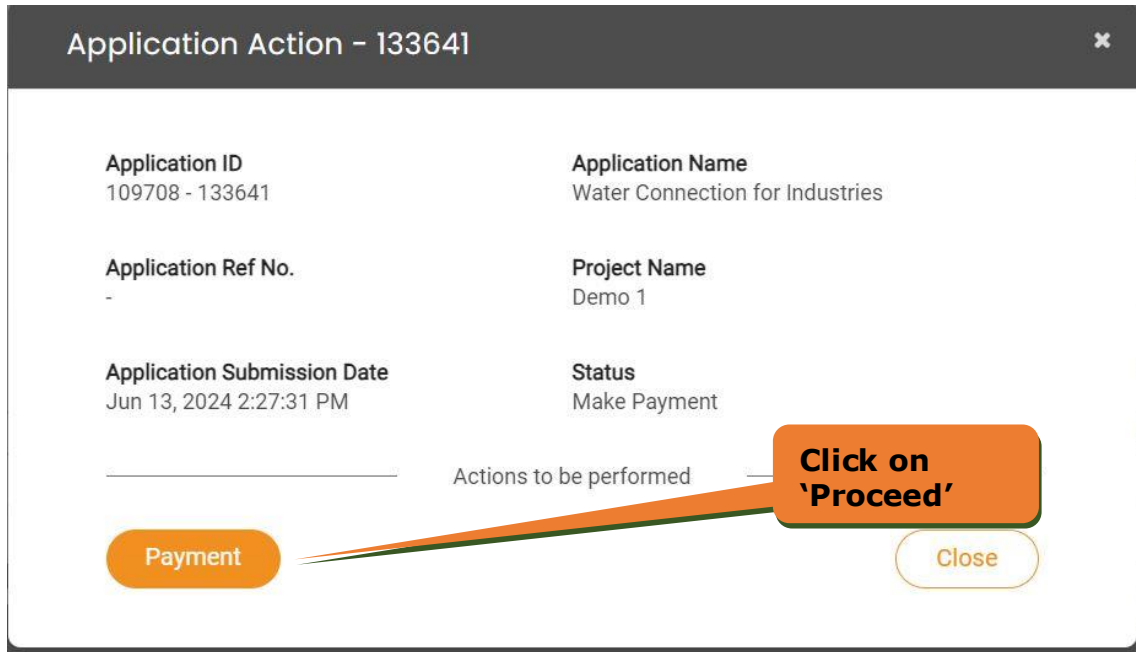 Application Action - 133641
Application ID
109708 - 133641
Application Name
Water Connection for Industries
Application Ref No.
-
Project Name
Demo 1
Application Submission Date
Jun 13, 2024 2:27:31 PM
Status
Make Payment
Actions to be performed
Click on
‘Proceed’
Payment
Close